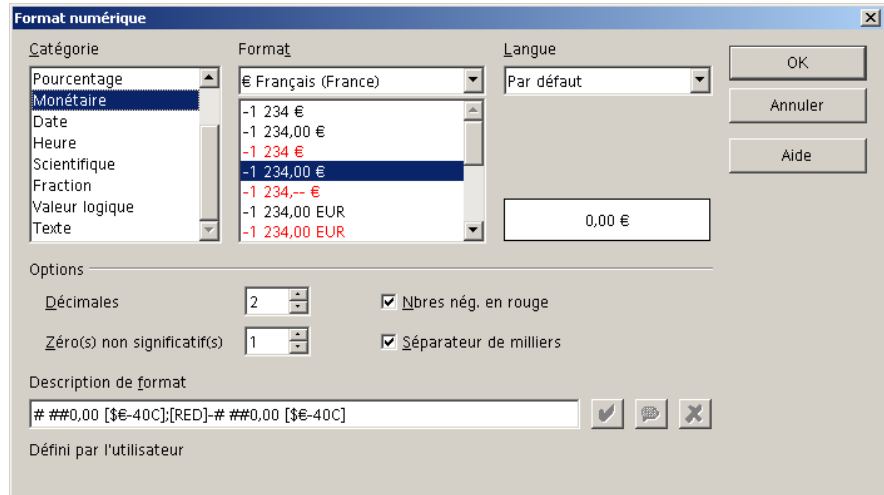 Format numérique
Catégorie
Format
Langue
Pourcentage
Monétaire
Date
Heure
Scientifique
Fraction
Valeur logique
Texte
€ Français (France)
-1 234 €
-1 234,00 €
-1 234 €
-1 234,00 €
-1 234,-- €
-1 234,00 EUR
-1 234,00 EUR
Par défaut
0,00 €
OK
Annuler
Aide
Options
Décimales
2
Nbres nég. en rouge
Zéro(s) non significatif(s)
1
Séparateur de milliers
Description de format
# ##0,00 [$€-40C];[RED]-# ##0,00 [$€-40C]
Défini par l'utilisateur